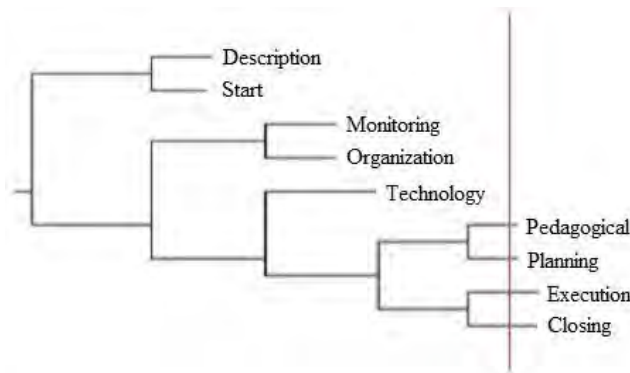 Description
Start
Monitoring
Organization
Technology
Pedagogical
Planning
Execution
Closing